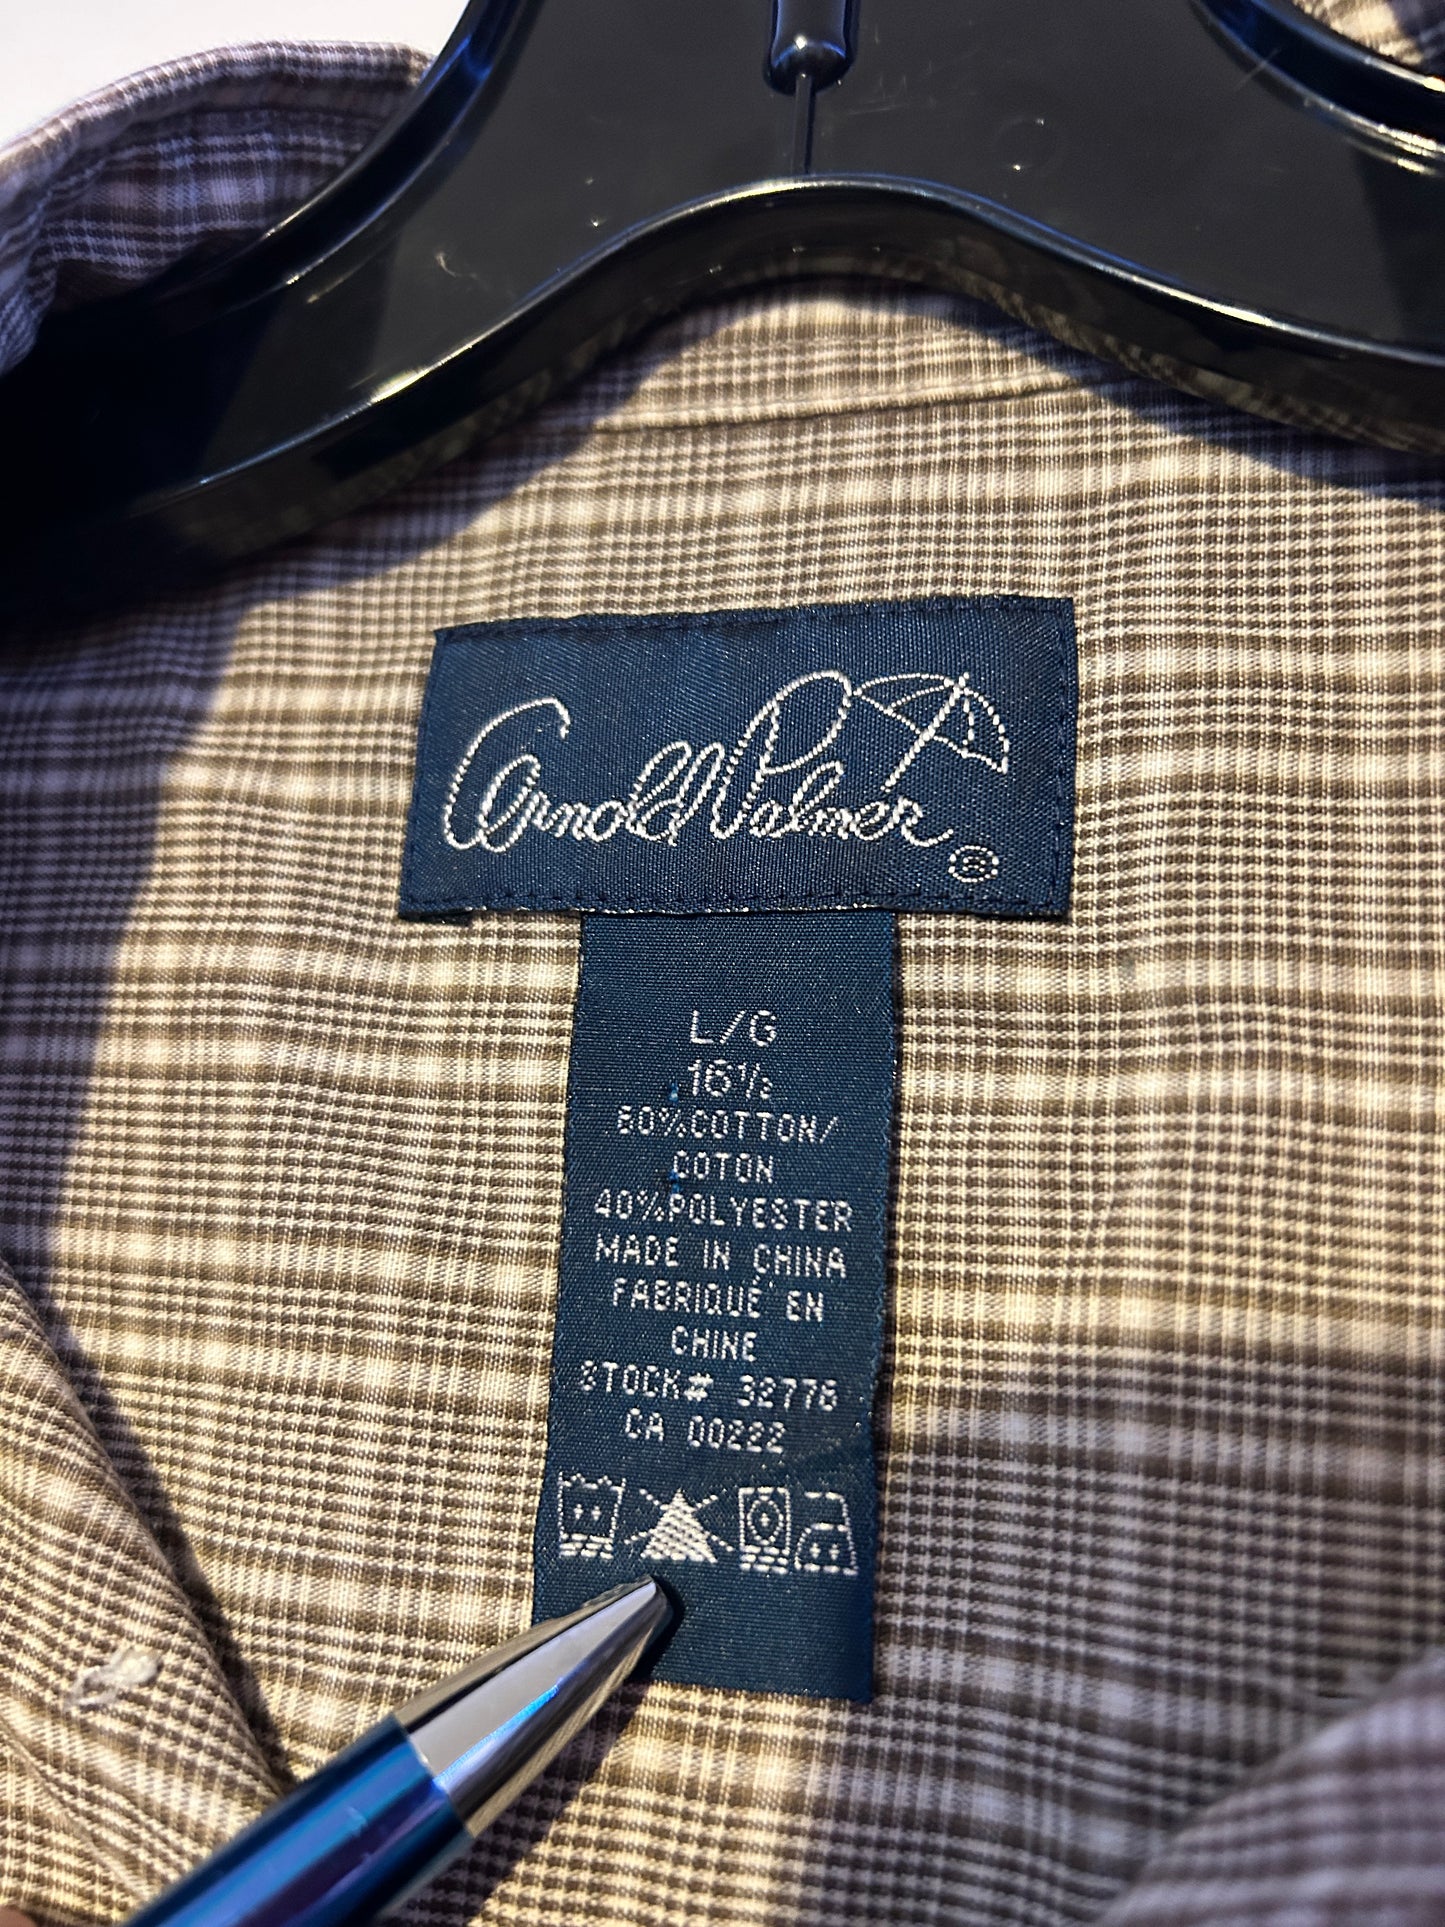 Arnold Palmer ®
L/G
16½
60%COTTON/
COTON
40%POLYESTER
MADE IN CHINA
FABRIQUÉ EN
CHINE
STOCK# 32776
CA 00222